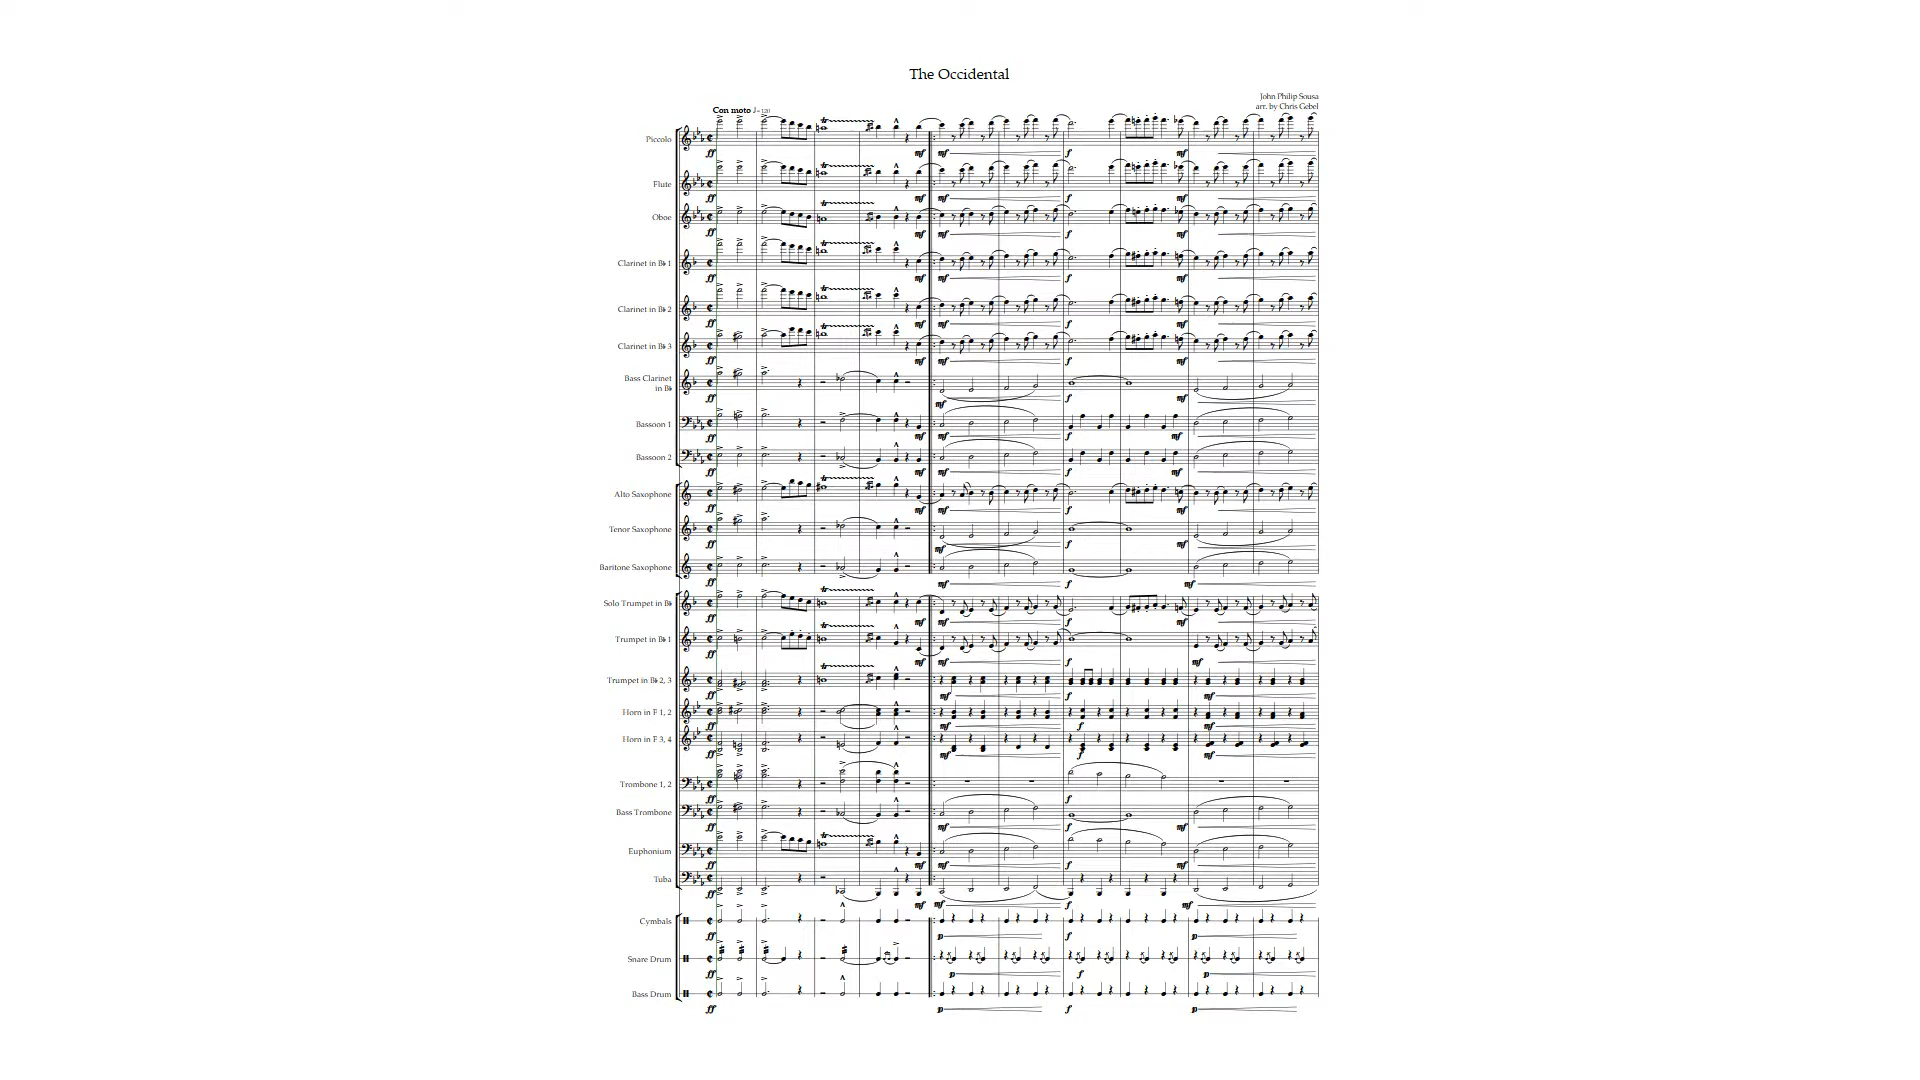 The Occidental
John Philip Sousa
arr. by Chris Gebel
Con moto ♩= 120
Piccolo
Flute
Oboe
Clarinet in B♭ 1
Clarinet in B♭ 2
Clarinet in B♭ 3
Bass Clarinet
in B♭
Bassoon 1
Bassoon 2
Alto Saxophone
Tenor Saxophone
Baritone Saxophone
Solo Trumpet in B♭
Trumpet in B♭ 1
Trumpet in B♭ 2, 3
Horn in F 1, 2
Horn in F 3, 4
Trombone 1, 2
Bass Trombone
Euphonium
Tuba
Cymbals
Snare Drum
Bass Drum